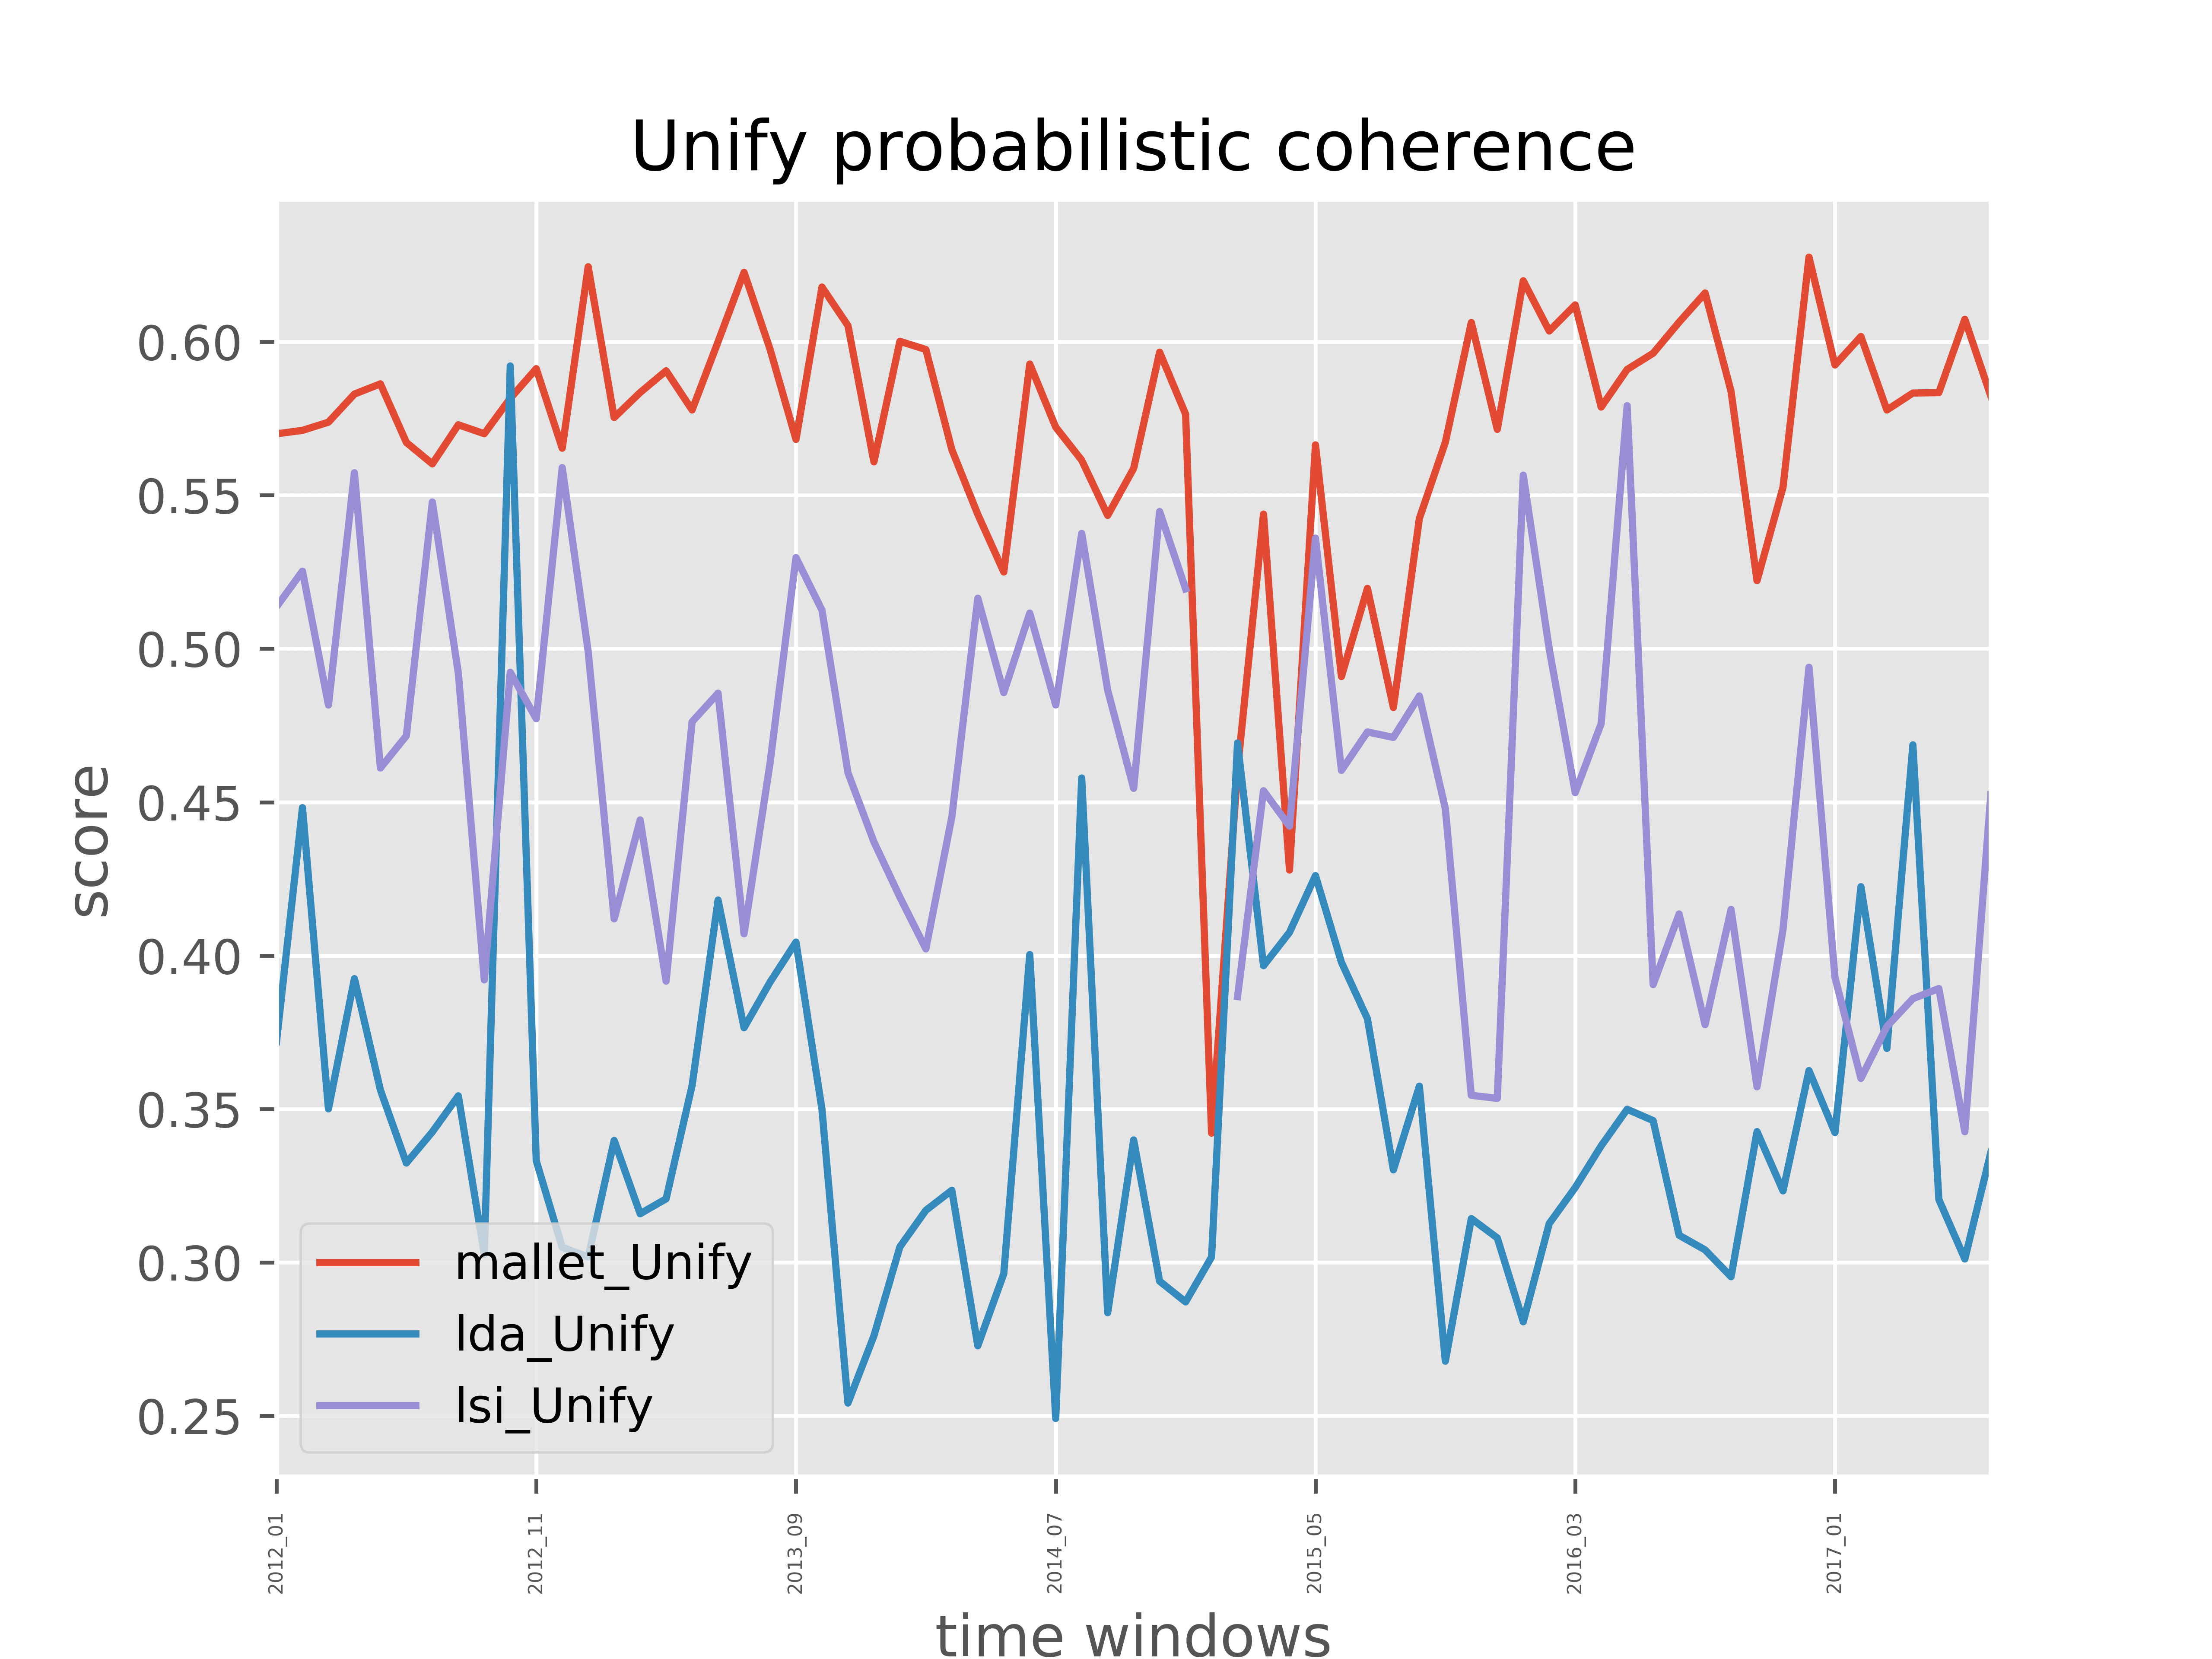 Unify probabilistic coherence
score
0.60
0.55
0.50
0.45
0.40
0.35
0.30
0.25
mallet_Unify
lda_Unify
lsi_Unify
2012_01
2012_11
2013_09
2014_07
2015_05
2016_03
2017_01
time windows